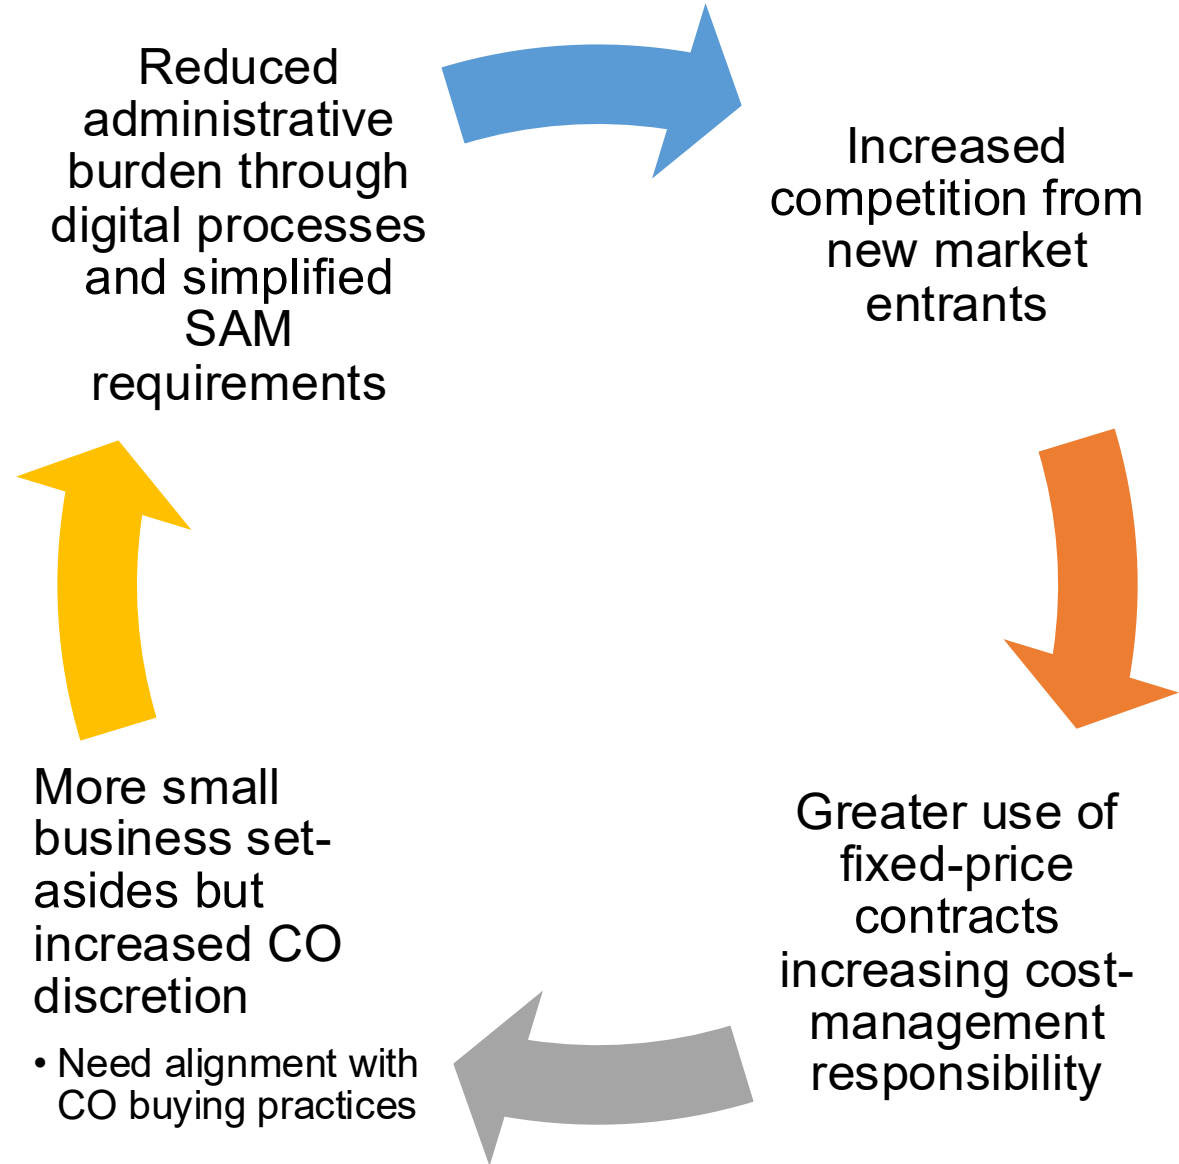 Reduced
administrative
burden through
digital processes
and simplified
SAM
requirements
Increased
competition from
new market
entrants
Greater use of
fixed-price
contracts
increasing cost-
management
responsibility
More small
business set-
asides but
increased CO
discretion
• Need alignment with
CO buying practices